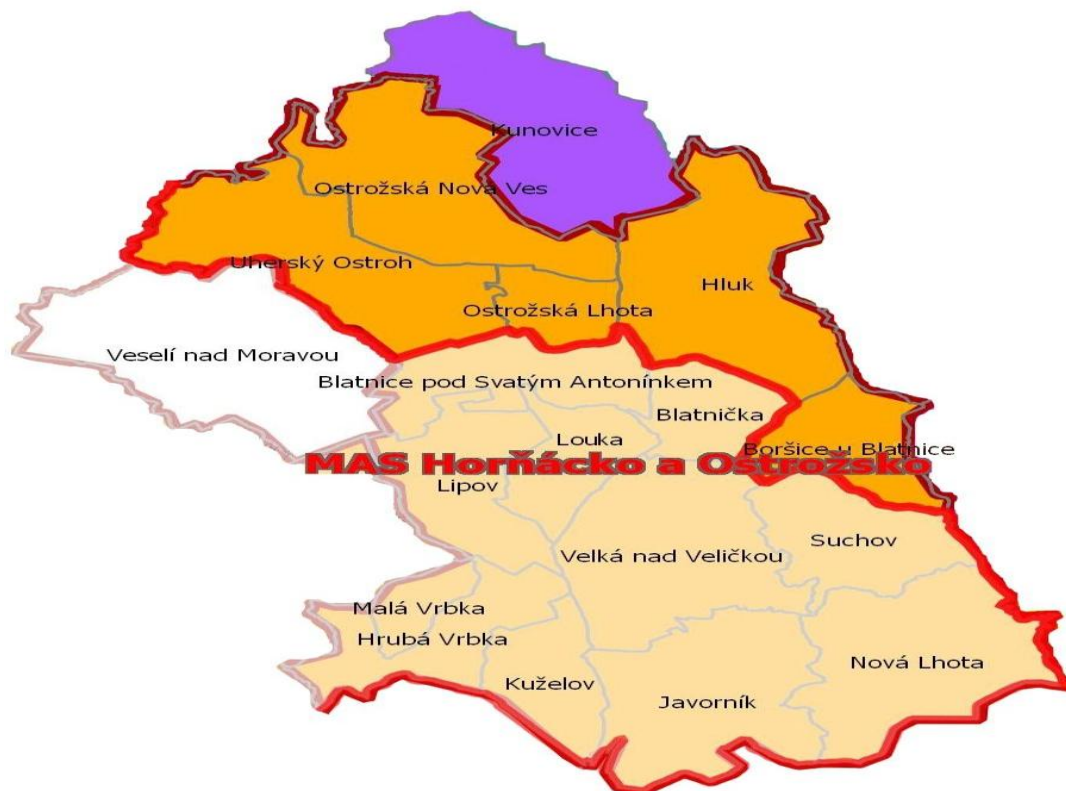 Kunovice
Ostrožská Nova Ves
Uherský Ostroh
Hluk
Ostrožská Lhota
Veselí nad Moravou
Blatnice pod Svatým Antonínkem
Blatnička
Louka
Boršice u Blatnice
MAS Horňácko a Ostrožsko
Lipov
Suchov
Velká nad Veličkou
Malá Vrbka
Hrubá Vrbka
Nová Lhota
Kuželov
Javorník